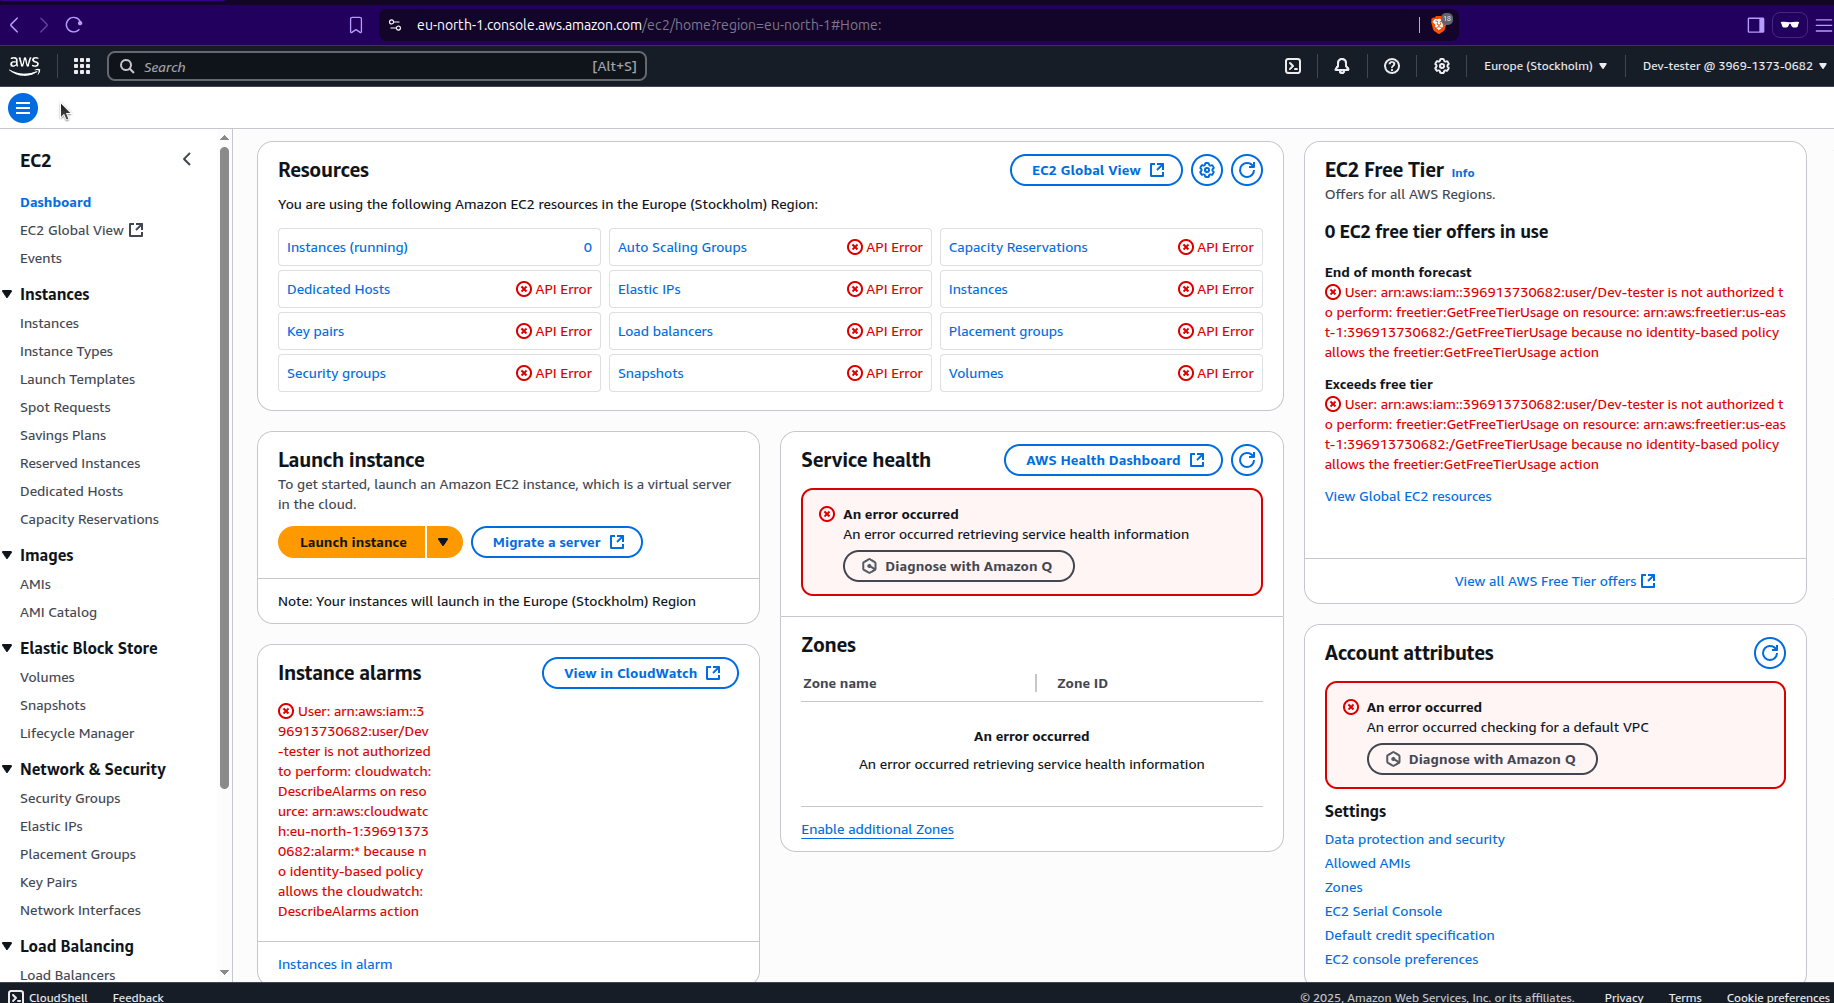 eu-north-1.console.aws.amazon.com/ec2/home?region=eu-north-1#Home:
18
aws
Search
[Alt+S]
Europe (Stockholm)
Dev-tester @ 3969-1373-0682
EC2
Dashboard
EC2 Global View
Events
Instances
Instances
Instance Types
Launch Templates
Spot Requests
Savings Plans
Reserved Instances
Dedicated Hosts
Capacity Reservations
Images
AMIs
AMI Catalog
Elastic Block Store
Volumes
Snapshots
Lifecycle Manager
Network & Security
Security Groups
Elastic IPs
Placement Groups
Key Pairs
Network Interfaces
Load Balancing
Load Balancers
Resources
EC2 Global View
You are using the following Amazon EC2 resources in the Europe (Stockholm) Region:
Instances (running) 0
Auto Scaling Groups API Error
Capacity Reservations API Error
Dedicated Hosts API Error
Elastic IPs API Error
Instances API Error
Key pairs API Error
Load balancers API Error
Placement groups API Error
Security groups API Error
Snapshots API Error
Volumes API Error
Launch instance
To get started, launch an Amazon EC2 instance, which is a virtual server
in the cloud.
Launch instance
Migrate a server
Note: Your instances will launch in the Europe (Stockholm) Region
Instance alarms
View in CloudWatch
User: arn:aws:iam::3
96913730682:user/Dev
-tester is not authorized
to perform: cloudwatch:
DescribeAlarms on reso
urce: arn:aws:cloudwatc
h:eu-north-1:39691373
0682:alarm:* because n
o identity-based policy
allows the cloudwatch:
DescribeAlarms action
Instances in alarm
Service health
AWS Health Dashboard
An error occurred
An error occurred retrieving service health information
Diagnose with Amazon Q
Zones
Zone name
Zone ID
An error occurred
An error occurred retrieving service health information
Enable additional Zones
EC2 Free Tier Info
Offers for all AWS Regions.
0 EC2 free tier offers in use
End of month forecast
User: arn:aws:iam::396913730682:user/Dev-tester is not authorized t
o perform: freetier:GetFreeTierUsage on resource: arn:aws:freetier:us-eas
t-1:396913730682:/GetFreeTierUsage because no identity-based policy
allows the freetier:GetFreeTierUsage action
Exceeds free tier
User: arn:aws:iam::396913730682:user/Dev-tester is not authorized t
o perform: freetier:GetFreeTierUsage on resource: arn:aws:freetier:us-eas
t-1:396913730682:/GetFreeTierUsage because no identity-based policy
allows the freetier:GetFreeTierUsage action
View Global EC2 resources
View all AWS Free Tier offers
Account attributes
An error occurred
An error occurred checking for a default VPC
Diagnose with Amazon Q
Settings
Data protection and security
Allowed AMIs
Zones
EC2 Serial Console
Default credit specification
EC2 console preferences
CloudShell
Feedback
© 2025, Amazon Web Services, Inc. or its affiliates.
Privacy
Terms
Cookie preferences